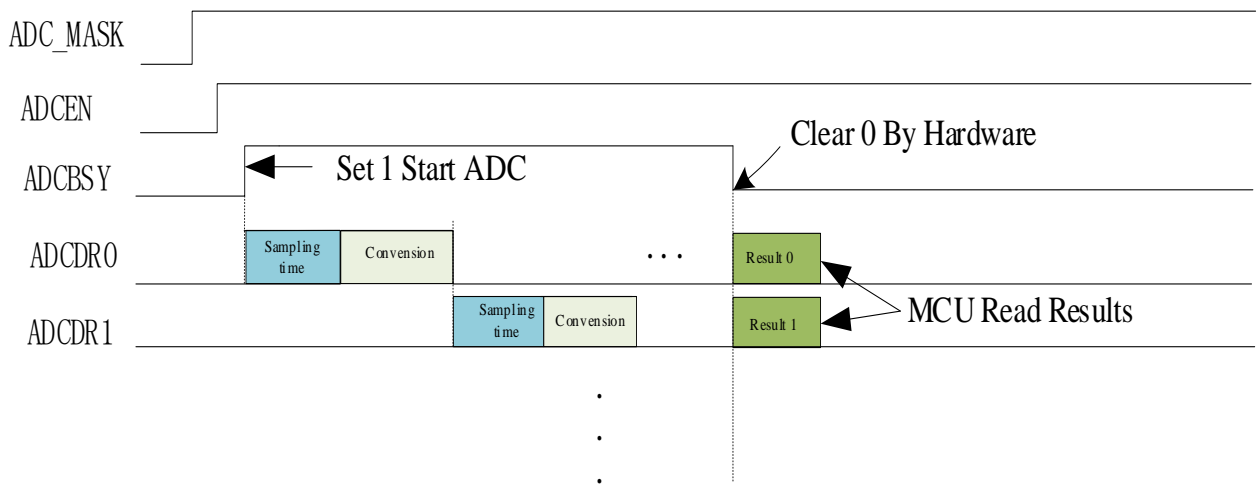 ADC_MASK
ADCEN
Clear 0 By Hardware
ADCBSY
Set 1 Start ADC
ADCDR0
Sampling
time
Convension
. . .
Result 0
MCU Read Results
ADCDR1
Sampling
time
Convension
Result 1
.
.
.